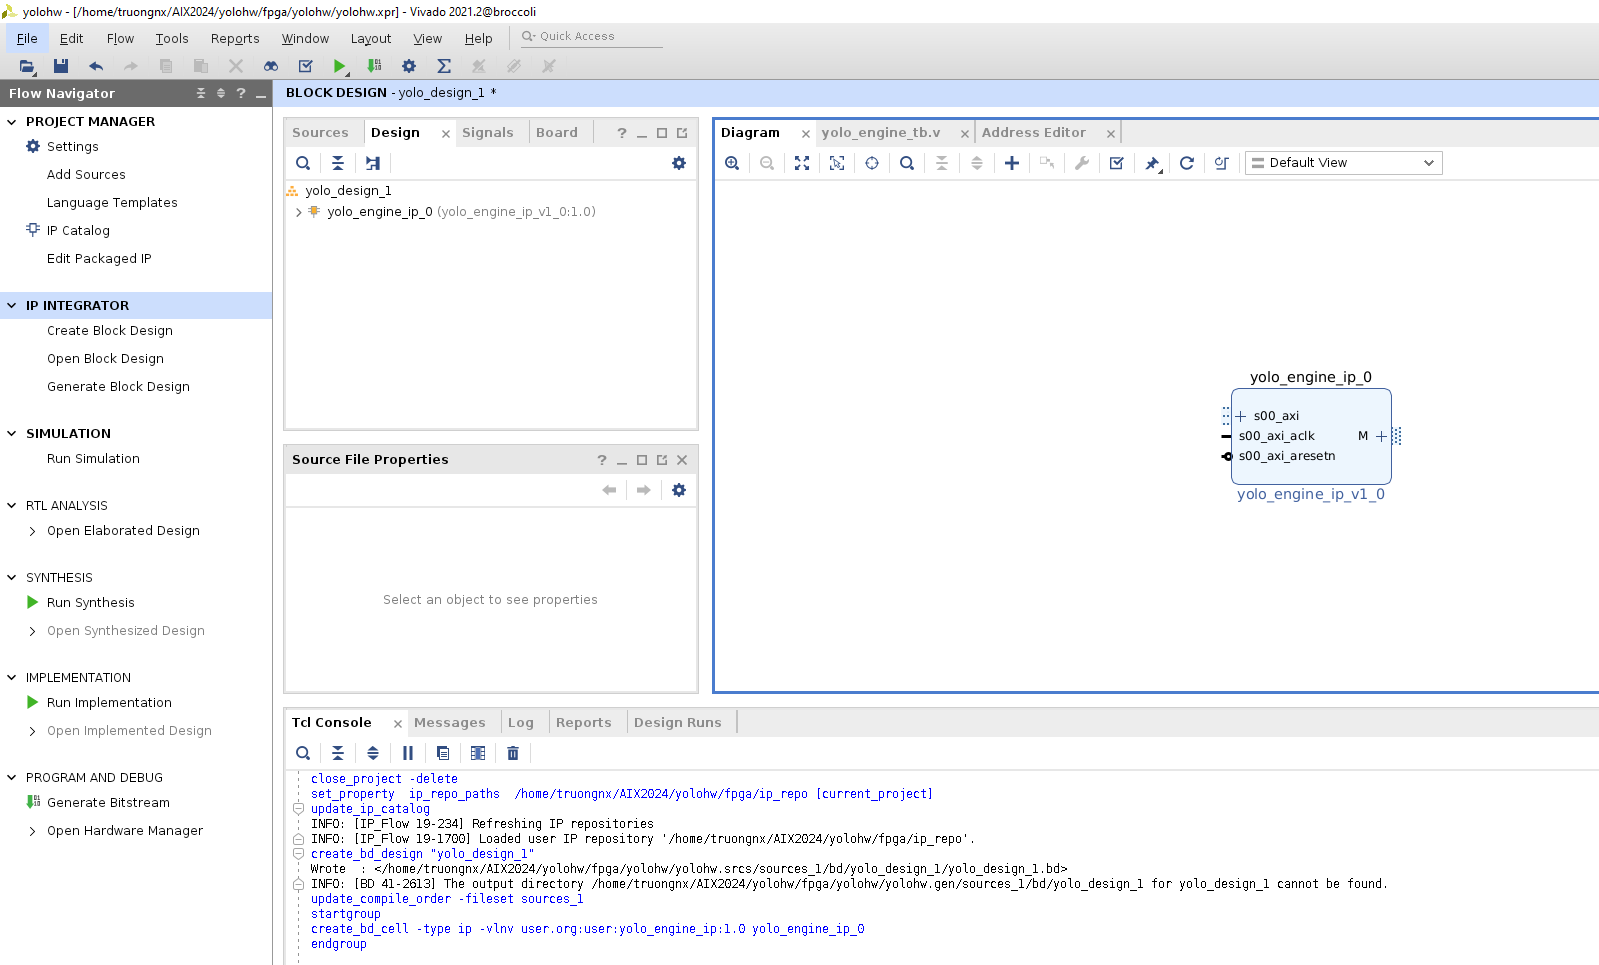 yolohw - [/home/truongnx/AIX2024/yolohw/fpga/yolohw/yolohw.xpr] - Vivado 2021.2@broccoli
File Edit Flow Tools Reports Window Layout View Help Quick Access
Flow Navigator
PROJECT MANAGER
Settings
Add Sources
Language Templates
IP Catalog
Edit Packaged IP
IP INTEGRATOR
Create Block Design
Open Block Design
Generate Block Design
SIMULATION
Run Simulation
RTL ANALYSIS
Open Elaborated Design
SYNTHESIS
Run Synthesis
Open Synthesized Design
IMPLEMENTATION
Run Implementation
Open Implemented Design
PROGRAM AND DEBUG
Generate Bitstream
Open Hardware Manager
BLOCK DESIGN - yolo_design_1 *
Sources Design Signals Board
yolo_design_1
yolo_engine_ip_0 (yolo_engine_ip_v1_0:1.0)
Source File Properties
Select an object to see properties
Diagram yolo_engine_tb.v Address Editor
Default View
yolo_engine_ip_0
s00_axi
s00_axi_aclk M
s00_axi_aresetn
yolo_engine_ip_v1_0
Tcl Console Messages Log Reports Design Runs
close_project -delete
set_property  ip_repo_paths  /home/truongnx/AIX2024/yolohw/fpga/ip_repo [current_project]
update_ip_catalog
INFO: [IP_Flow 19-234] Refreshing IP repositories
INFO: [IP_Flow 19-1700] Loaded user IP repository '/home/truongnx/AIX2024/yolohw/fpga/ip_repo'.
create_bd_design "yolo_design_1"
Wrote  : </home/truongnx/AIX2024/yolohw/fpga/yolohw/yolohw.srcs/sources_1/bd/yolo_design_1/yolo_design_1.bd>
INFO: [BD 41-2613] The output directory /home/truongnx/AIX2024/yolohw/fpga/yolohw/yolohw.gen/sources_1/bd/yolo_design_1 for yolo_design_1 cannot be found.
update_compile_order -fileset sources_1
startgroup
create_bd_cell -type ip -vlnv user.org:user:yolo_engine_ip:1.0 yolo_engine_ip_0
endgroup